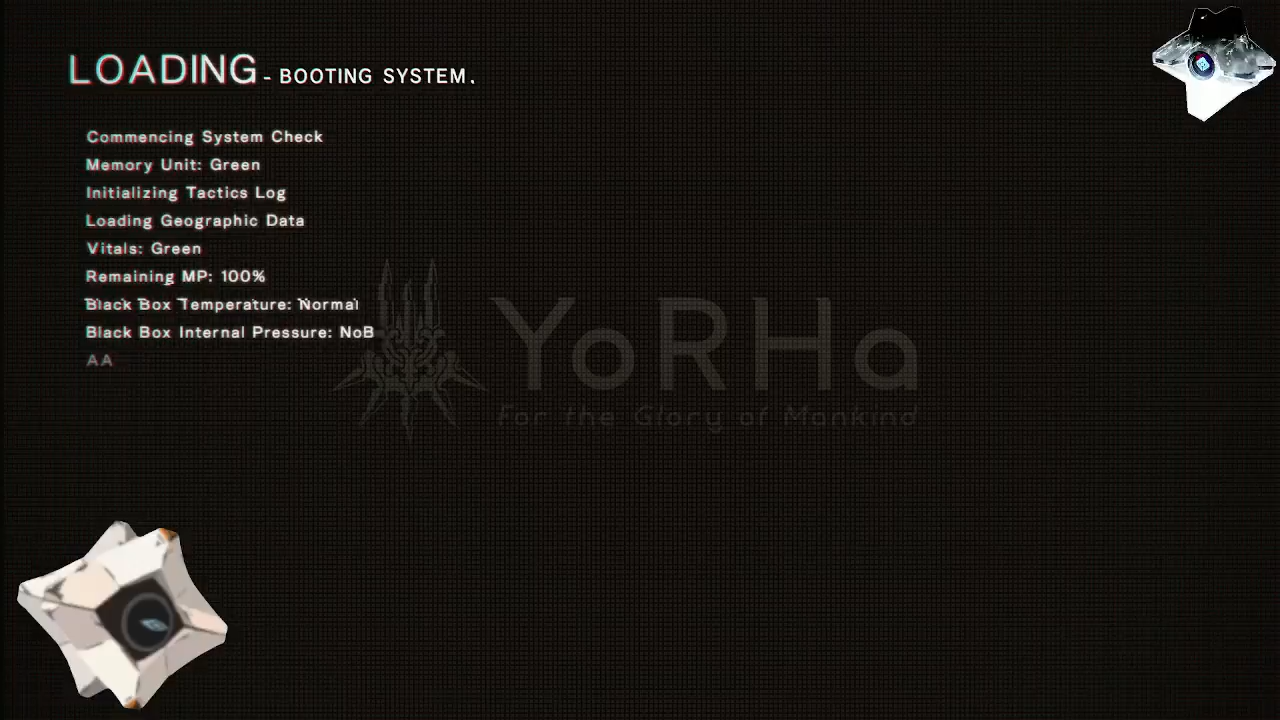 LOADING - BOOTING SYSTEM.
Commencing System Check
Memory Unit: Green
Initializing Tactics Log
Loading Geographic Data
Vitals: Green
Remaining MP: 100%
Black Box Temperature: Normal
Black Box Internal Pressure: NoB
AA
YoRHa
For the Glory of Mankind